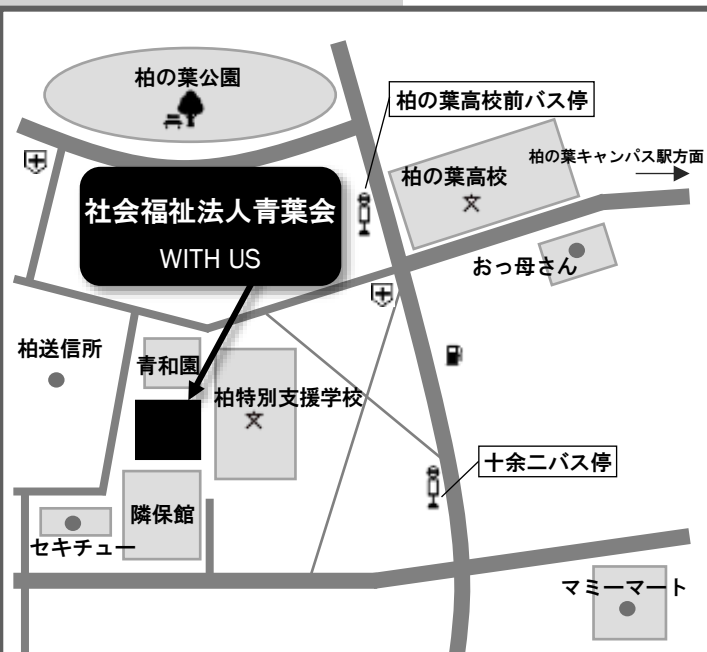 柏の葉公園
柏の葉高校前バス停
柏の葉キャンパス駅方面
柏の葉高校
社会福祉法人青葉会
WITH US
おっ母さん
柏送信所
青和園
柏特別支援学校
十余二バス停
隣保館
セキチュー
マミーマート